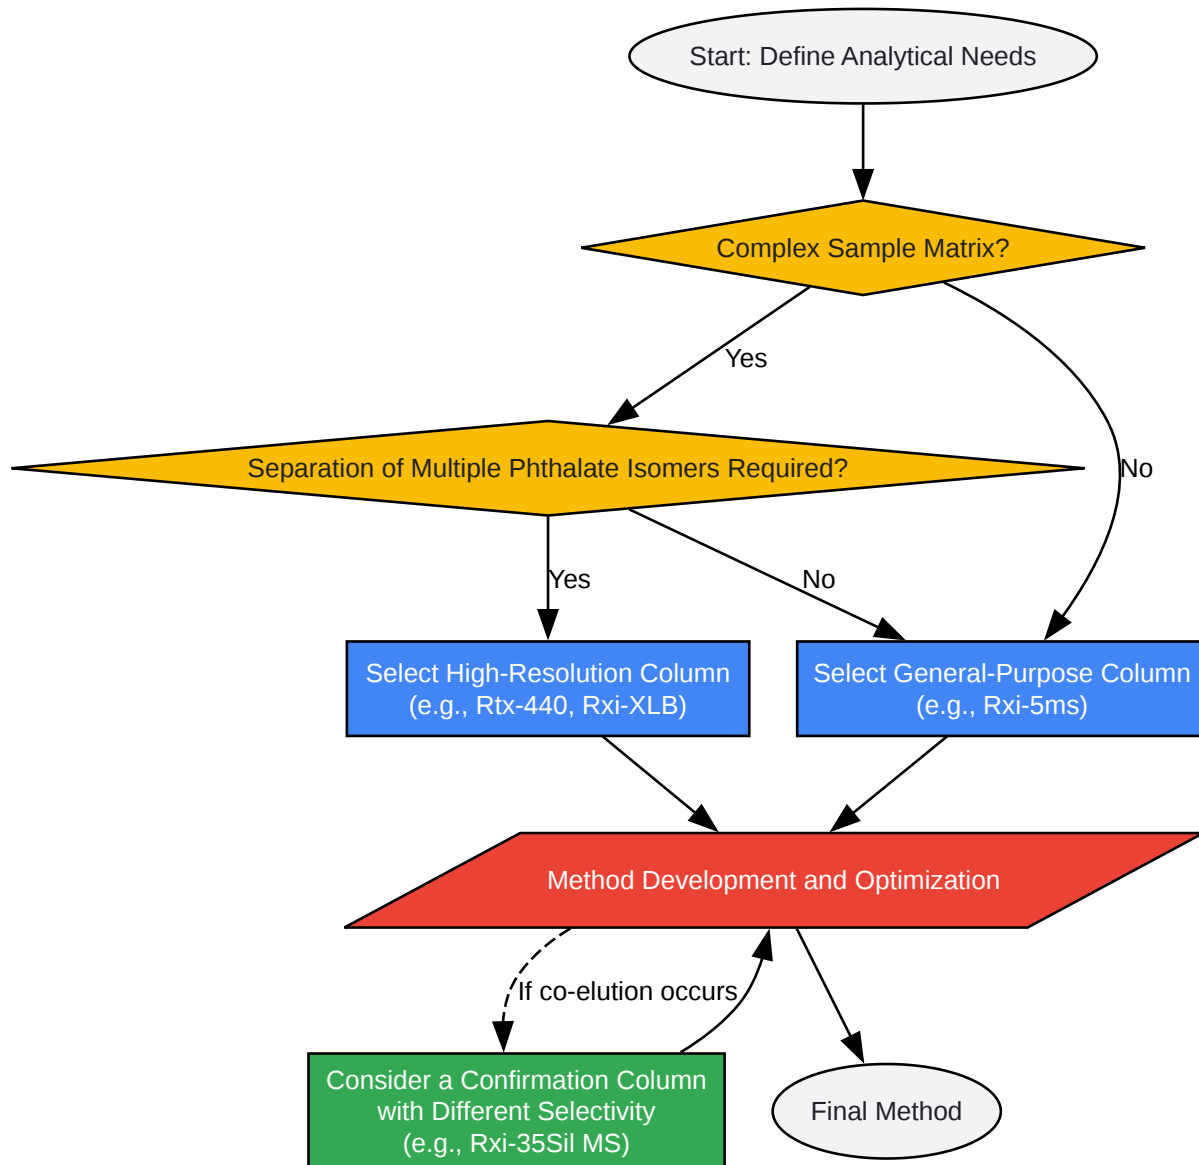 Start: Define Analytical Needs
Complex Sample Matrix?
Yes
No
Separation of Multiple Phthalate Isomers Required?
Yes
No
Select High-Resolution Column
(e.g., Rtx-440, Rxi-XLB)
Select General-Purpose Column
(e.g., Rxi-5ms)
Method Development and Optimization
If co-elution occurs
Consider a Confirmation Column
with Different Selectivity
(e.g., Rxi-35Sil MS)
Final Method